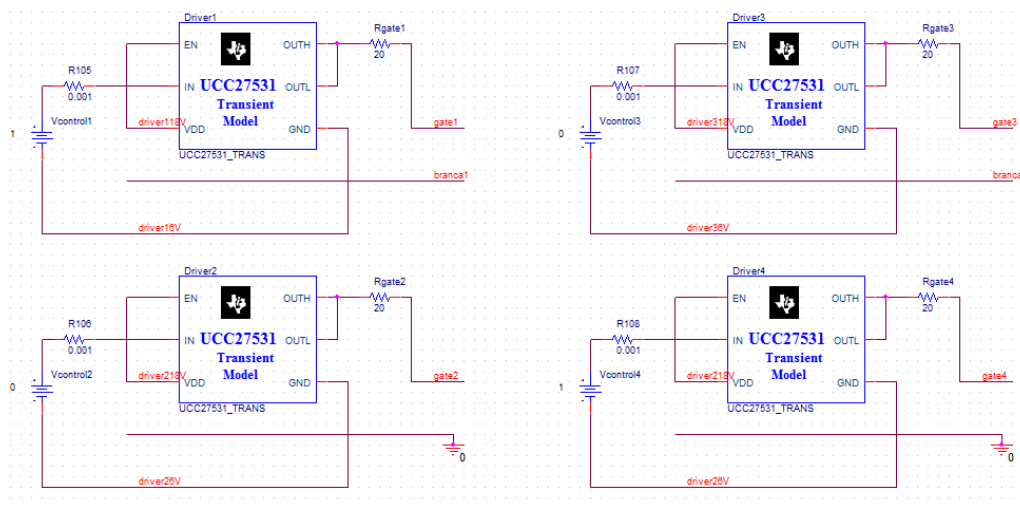 Driver1
EN
OUTH
Rgate1
20
R105
0.001
IN
UCC27531
OUTL
Transient
Model
1
Vcontrol1
driver118V
VDD
GND
gate1
UCC27531_TRANS
branca1
driver16V
Driver3
EN
OUTH
Rgate3
20
R107
0.001
IN
UCC27531
OUTL
Transient
Model
0
Vcontrol3
driver318V
VDD
GND
gate3
UCC27531_TRANS
branca
driver36V
Driver2
EN
OUTH
Rgate2
20
R106
0.001
IN
UCC27531
OUTL
Transient
Model
0
Vcontrol2
driver218V
VDD
GND
gate2
UCC27531_TRANS
0
driver26V
Driver4
EN
OUTH
Rgate4
20
R108
0.001
IN
UCC27531
OUTL
Transient
Model
1
Vcontrol4
driver218V
VDD
GND
gate4
UCC27531_TRANS
0
driver26V